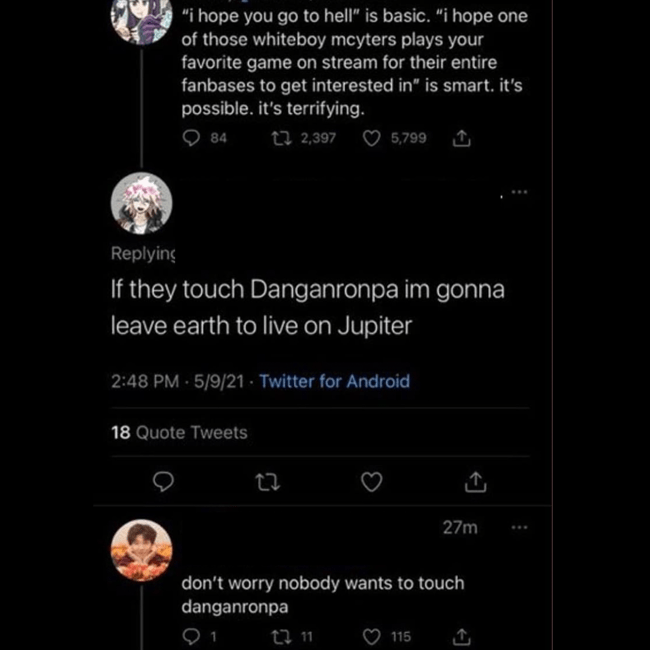 “i hope you go to hell” is basic. “i hope one
of those whiteboy mcyters plays your
favorite game on stream for their entire
fanbases to get interested in” is smart. it’s
possible. it’s terrifying.
84 2,397 5,799
Replying
If they touch Danganronpa im gonna
leave earth to live on Jupiter
2:48 PM · 5/9/21 · Twitter for Android
18 Quote Tweets
27m
don’t worry nobody wants to touch
danganronpa
1 11 115